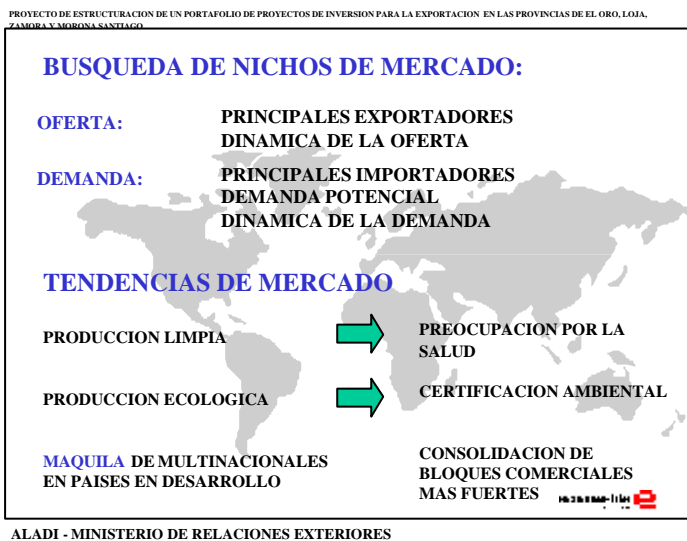 PROYECTO DE ESTRUCTURACION DE UN PORTAFOLIO DE PROYECTOS DE INVERSION PARA LA EXPORTACION EN LAS PROVINCIAS DE EL ORO, LOJA,
ZAMORA Y MORONA SANTIAGO
BUSQUEDA DE NICHOS DE MERCADO:
OFERTA: PRINCIPALES EXPORTADORES
DINAMICA DE LA OFERTA
DEMANDA: PRINCIPALES IMPORTADORES
DEMANDA POTENCIAL
DINAMICA DE LA DEMANDA
TENDENCIAS DE MERCADO
PRODUCCION LIMPIA
PREOCUPACION POR LA
SALUD
PRODUCCION ECOLOGICA
CERTIFICACION AMBIENTAL
MAQUILA DE MULTINACIONALES
EN PAISES EN DESARROLLO
CONSOLIDACION DE
BLOQUES COMERCIALES
MAS FUERTES
e
ALADI - MINISTERIO DE RELACIONES EXTERIORES